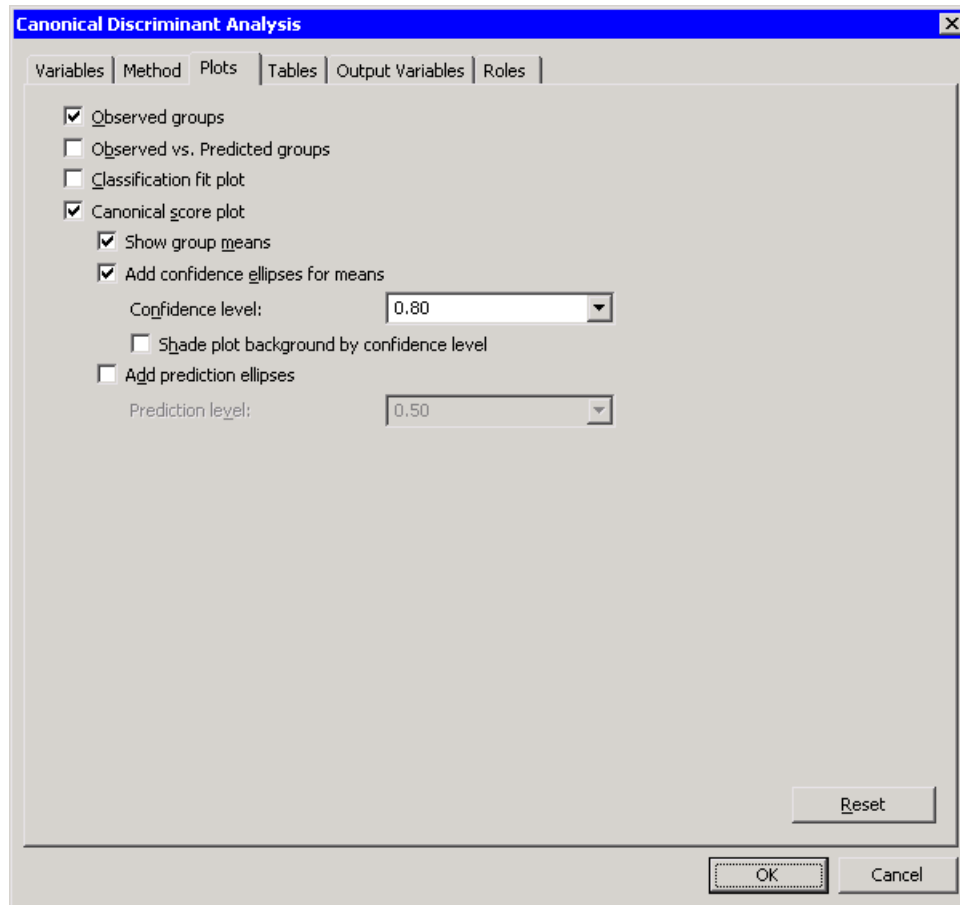 Canonical Discriminant Analysis
Variables Method Plots Tables Output Variables Roles
Observed groups
Observed vs. Predicted groups
Classification fit plot
Canonical score plot
Show group means
Add confidence ellipses for means
Confidence level: 0.80
Shade plot background by confidence level
Add prediction ellipses
Prediction level: 0.50
Reset
OK Cancel